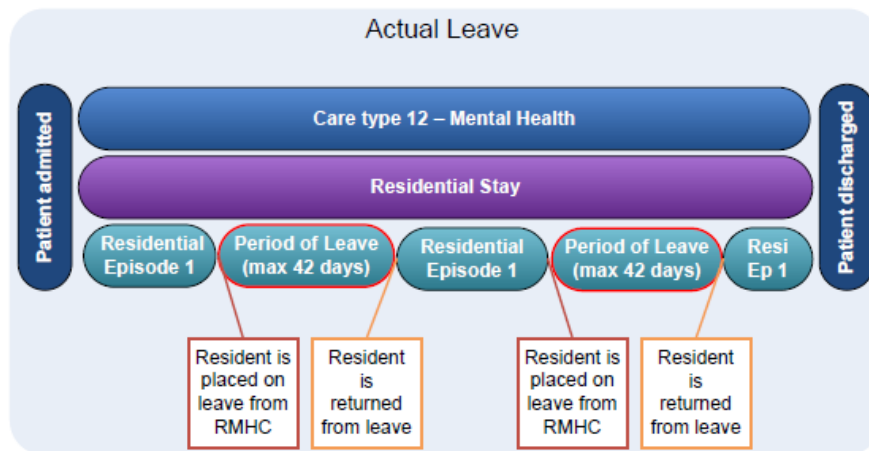 Actual Leave
Patient admitted
Care type 12 – Mental Health
Residential Stay
Residential
Episode 1
Period of Leave
(max 42 days)
Residential
Episode 1
Period of Leave
(max 42 days)
Resi
Ep 1
Patient discharged
Resident is
placed on
leave from
RMHC
Resident
is
returned
from leave
Resident is
placed on
leave from
RMHC
Resident
is
returned
from leave